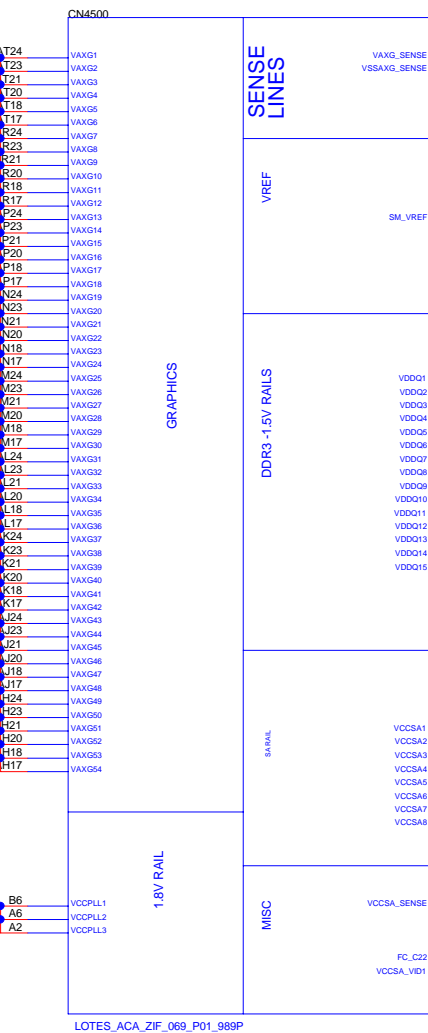 CN4500
SENSE
LINES
VREF
GRAPHICS
DDR3 -1.5V RAILS
SA RAIL
1.8V RAIL
MISC
T24 VAXG1
T23 VAXG2
T21 VAXG3
T20 VAXG4
T18 VAXG5
T17 VAXG6
R24 VAXG7
R23 VAXG8
R21 VAXG9
R20 VAXG10
R18 VAXG11
R17 VAXG12
P24 VAXG13
P23 VAXG14
P21 VAXG15
P20 VAXG16
P18 VAXG17
P17 VAXG18
N24 VAXG19
N23 VAXG20
N21 VAXG21
N20 VAXG22
N18 VAXG23
N17 VAXG24
M24 VAXG25
M23 VAXG26
M21 VAXG27
M20 VAXG28
M18 VAXG29
M17 VAXG30
L24 VAXG31
L23 VAXG32
L21 VAXG33
L20 VAXG34
L18 VAXG35
L17 VAXG36
K24 VAXG37
K23 VAXG38
K21 VAXG39
K20 VAXG40
K18 VAXG41
K17 VAXG42
J24 VAXG43
J23 VAXG44
J21 VAXG45
J20 VAXG46
J18 VAXG47
J17 VAXG48
H24 VAXG49
H23 VAXG50
H21 VAXG51
H20 VAXG52
H18 VAXG53
H17 VAXG54
B6 VCCPLL1
A6 VCCPLL2
A2 VCCPLL3
VAXG_SENSE
VSSAXG_SENSE
SM_VREF
VDDQ1
VDDQ2
VDDQ3
VDDQ4
VDDQ5
VDDQ6
VDDQ7
VDDQ8
VDDQ9
VDDQ10
VDDQ11
VDDQ12
VDDQ13
VDDQ14
VDDQ15
VCCSA1
VCCSA2
VCCSA3
VCCSA4
VCCSA5
VCCSA6
VCCSA7
VCCSA8
VCCSA_SENSE
FC_C22
VCCSA_VID1
LOTES_ACA_ZIF_069_P01_989P